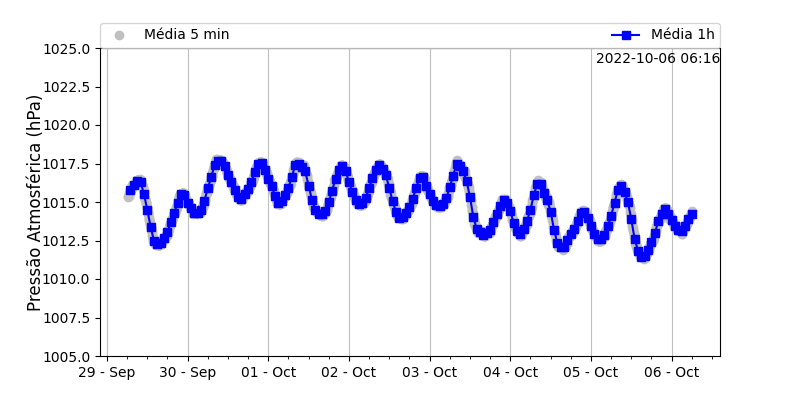 Média 5 min
Média 1h
2022-10-06 06:16
Pressão Atmosférica (hPa)
1025.0
1022.5
1020.0
1017.5
1015.0
1012.5
1010.0
1007.5
1005.0
29 - Sep
30 - Sep
01 - Oct
02 - Oct
03 - Oct
04 - Oct
05 - Oct
06 - Oct